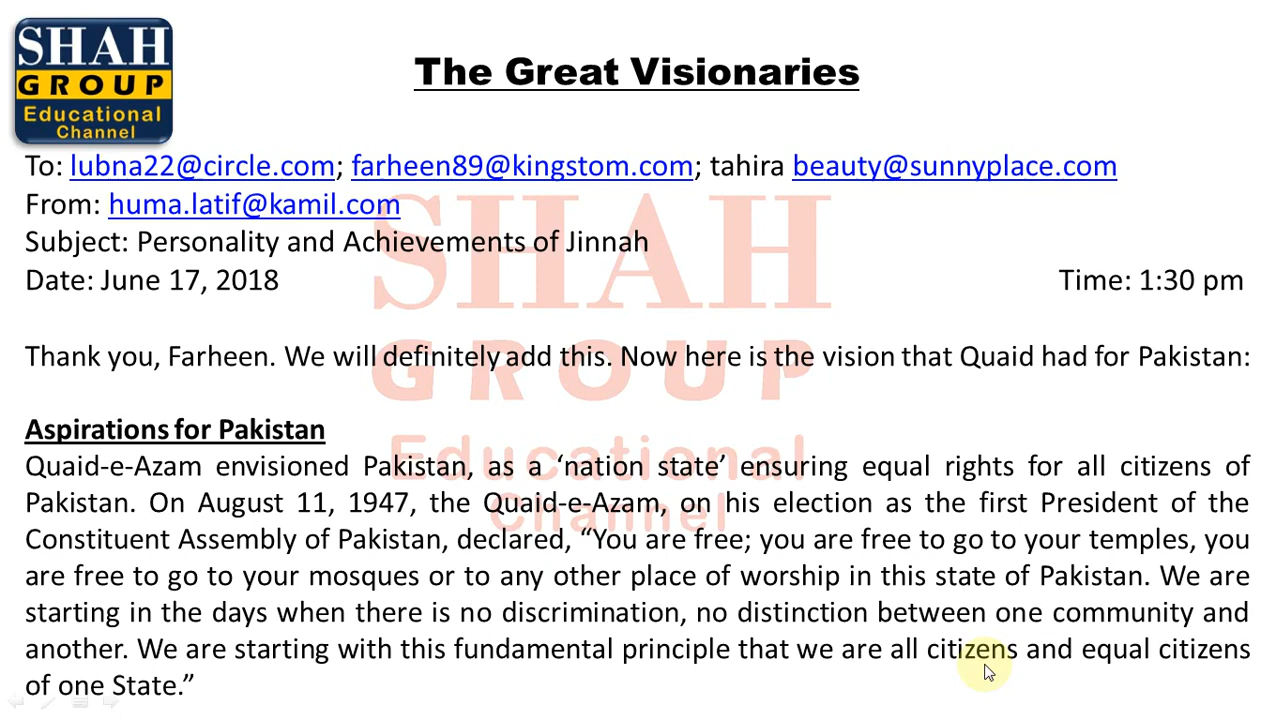 SHAH
GROUP
Educational
Channel
The Great Visionaries
To: lubna22@circle.com; farheen89@kingstom.com; tahira beauty@sunnyplace.com
From: huma.latif@kamil.com
Subject: Personality and Achievements of Jinnah
Date: June 17, 2018 Time: 1:30 pm
Thank you, Farheen. We will definitely add this. Now here is the vision that Quaid had for Pakistan:
Aspirations for Pakistan
Quaid-e-Azam envisioned Pakistan, as a ‘nation state’ ensuring equal rights for all citizens of
Pakistan. On August 11, 1947, the Quaid-e-Azam, on his election as the first President of the
Constituent Assembly of Pakistan, declared, “You are free; you are free to go to your temples, you
are free to go to your mosques or to any other place of worship in this state of Pakistan. We are
starting in the days when there is no discrimination, no distinction between one community and
another. We are starting with this fundamental principle that we are all citizens and equal citizens
of one State.”
SHAH
GROUP
Educational
Channel